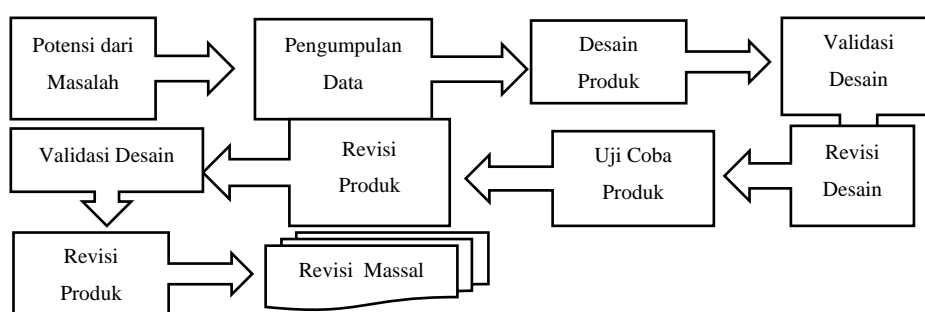 Potensi dari
Masalah
Pengumpulan
Data
Desain
Produk
Validasi
Desain
Revisi
Desain
Uji Coba
Produk
Revisi
Produk
Validasi Desain
Revisi
Produk
Revisi Massal